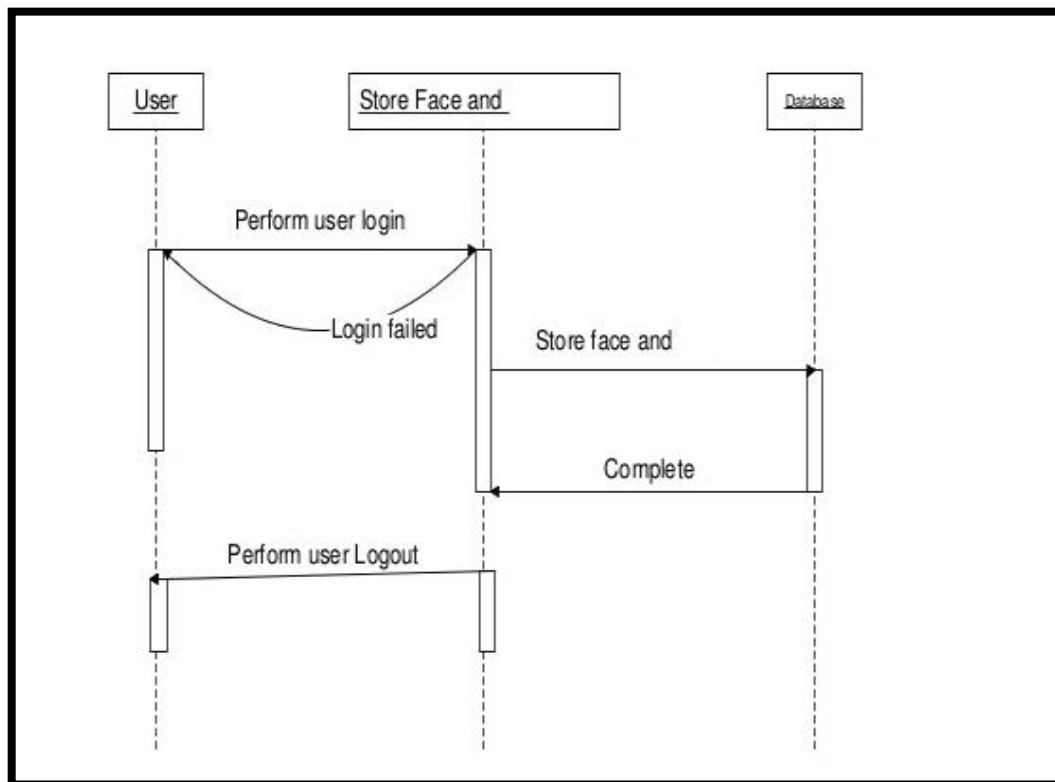 User
Store Face and
Database
Perform user login
Login failed
Store face and
Complete
Perform user Logout